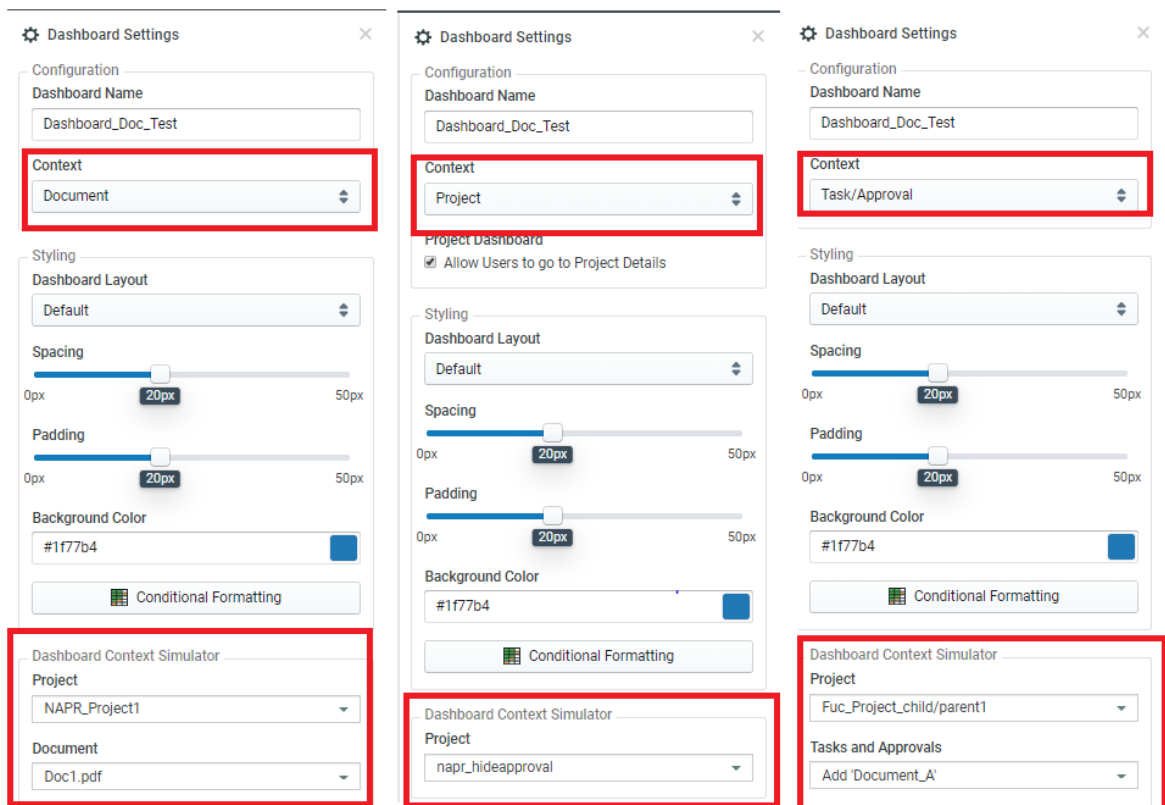 Dashboard Settings
Configuration
Dashboard Name
Dashboard_Doc_Test
Context
Document
Styling
Dashboard Layout
Default
Spacing
0px 20px 50px
Padding
0px 20px 50px
Background Color
#1f77b4
Conditional Formatting
Dashboard Context Simulator
Project
NAPR_Project1
Document
Doc1.pdf
Dashboard Settings
Configuration
Dashboard Name
Dashboard_Doc_Test
Context
Project
Project Dashboard
Allow Users to go to Project Details
Styling
Dashboard Layout
Default
Spacing
0px 20px 50px
Padding
0px 20px 50px
Background Color
#1f77b4
Conditional Formatting
Dashboard Context Simulator
Project
napr_hideapproval
Dashboard Settings
Configuration
Dashboard Name
Dashboard_Doc_Test
Context
Task/Approval
Styling
Dashboard Layout
Default
Spacing
0px 20px 50px
Padding
0px 20px 50px
Background Color
#1f77b4
Conditional Formatting
Dashboard Context Simulator
Project
Fuc_Project_child/parent1
Tasks and Approvals
Add 'Document_A'